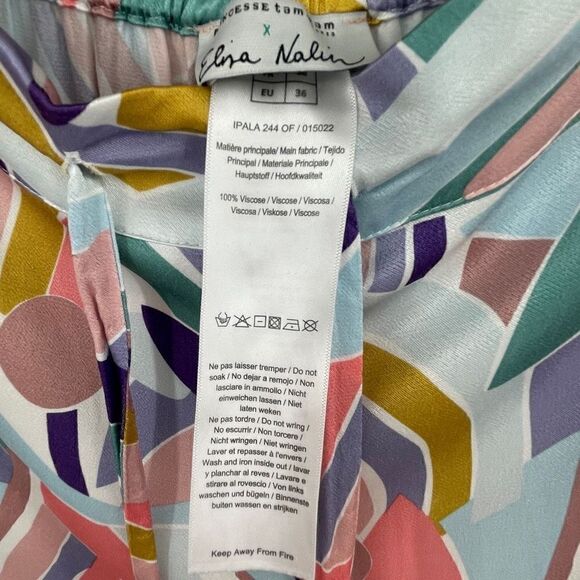 PRINCESSE tam tam
x
Elisa Nalin
EU 36
IPALA 244 OF / 015022
Matière principale/ Main fabric / Tejido
Principal / Materiale Principale /
Hauptstoff / Hoofdkwaliteit
100% Viscose / Viscose / Viscosa /
Viscosa / Viskose / Viscose
Ne pas laisser tremper / Do not
soak / No dejar a remojo / Non
lasciare in ammollo / Nicht
einweichen lassen / Niet
laten weken
Ne pas tordre / Do not wring /
No escurrir / Non torcere /
Nicht wringen / Niet wringen
Laver et repasser à l'envers /
Wash and iron inside out / lavar
y planchar al reves / Lavare e
stirare al rovescio / Von links
waschen und bügeln / Binnenste
buiten wassen en strijken
Keep Away From Fire